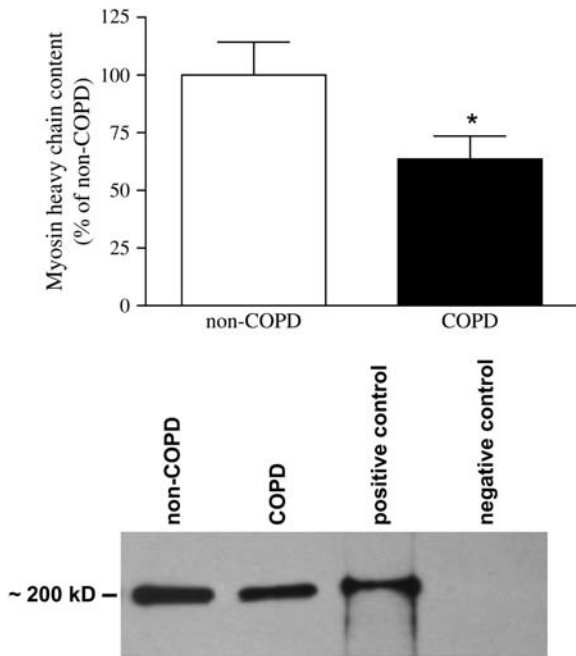 Myosin heavy chain content
(% of non-COPD)
125
100
75
50
25
0
*
non-COPD COPD
non-COPD COPD positive control negative control
~ 200 kD